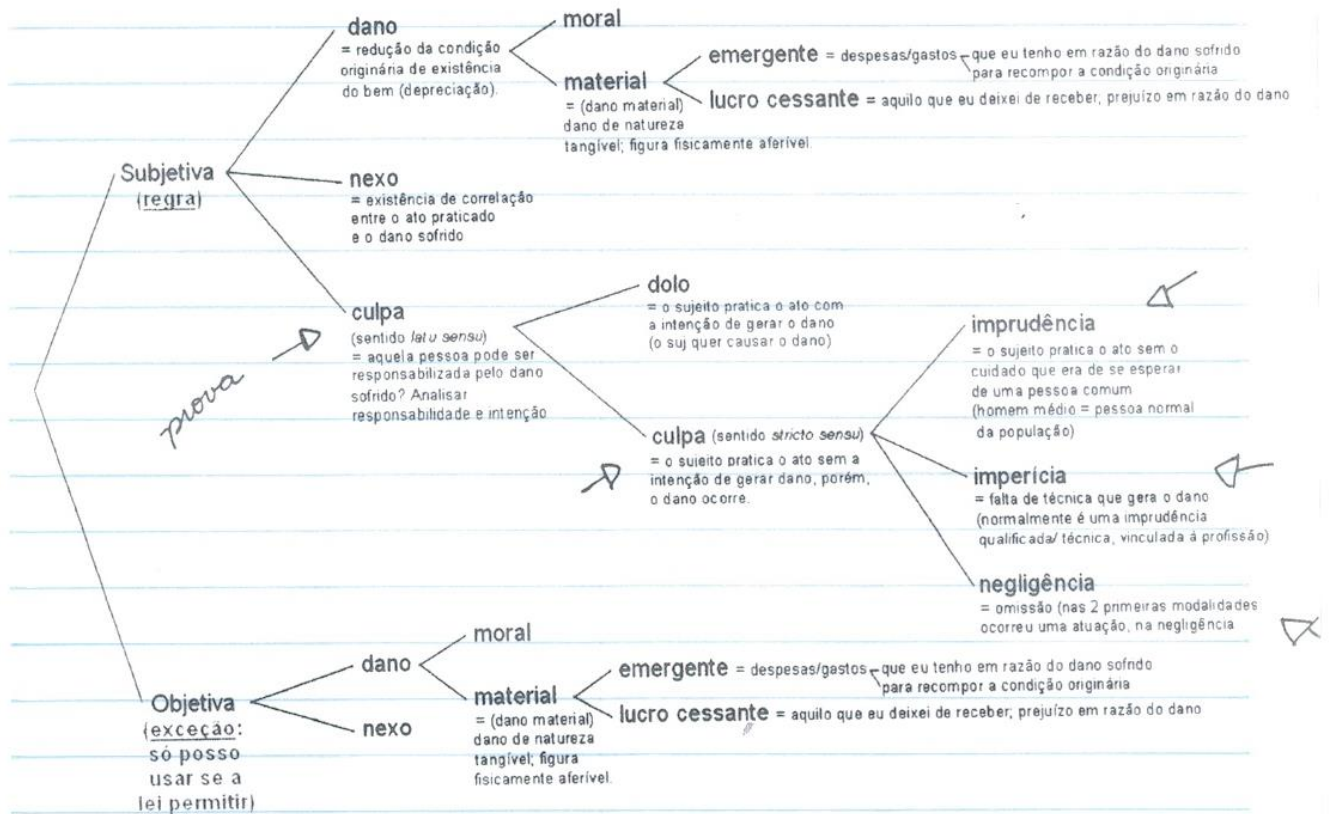 dano
= redução da condição
originária de existência
do bem (depreciação).
moral
material
= (dano material)
dano de natureza
tangível; figura fisicamente aferível.
emergente = despesas/gastos que eu tenho em razão do dano sofrido
para recompor a condição originária
lucro cessante = aquilo que eu deixei de receber; prejuízo em razão do dano
Subjetiva
(regra)
nexo
= existência de correlação
entre o ato praticado
e o dano sofrido
culpa
(sentido latu sensu)
= aquela pessoa pode ser
responsabilizada pelo dano
sofrido? Analisar
responsabilidade e intenção
prova
dolo
= o sujeito pratica o ato com
a intenção de gerar o dano
(o suj quer causar o dano)
culpa (sentido stricto sensu)
= o sujeito pratica o ato sem a
intenção de gerar dano, porém,
o dano ocorre.
imprudência
= o sujeito pratica o ato sem o
cuidado que era de se esperar
de uma pessoa comum
(homem médio = pessoa normal
da população)
imperícia
= falta de técnica que gera o dano
(normalmente é uma imprudência
qualificada/ técnica, vinculada à profissão)
negligência
= omissão (nas 2 primeiras modalidades
ocorreu uma atuação, na negligência
Objetiva
(exceção:
só posso
usar se a
lei permitir)
dano
moral
material
= (dano material)
dano de natureza
tangível; figura
fisicamente aferível.
emergente = despesas/gastos que eu tenho em razão do dano sofrido
para recompor a condição originária
lucro cessante = aquilo que eu deixei de receber; prejuízo em razão do dano
nexo